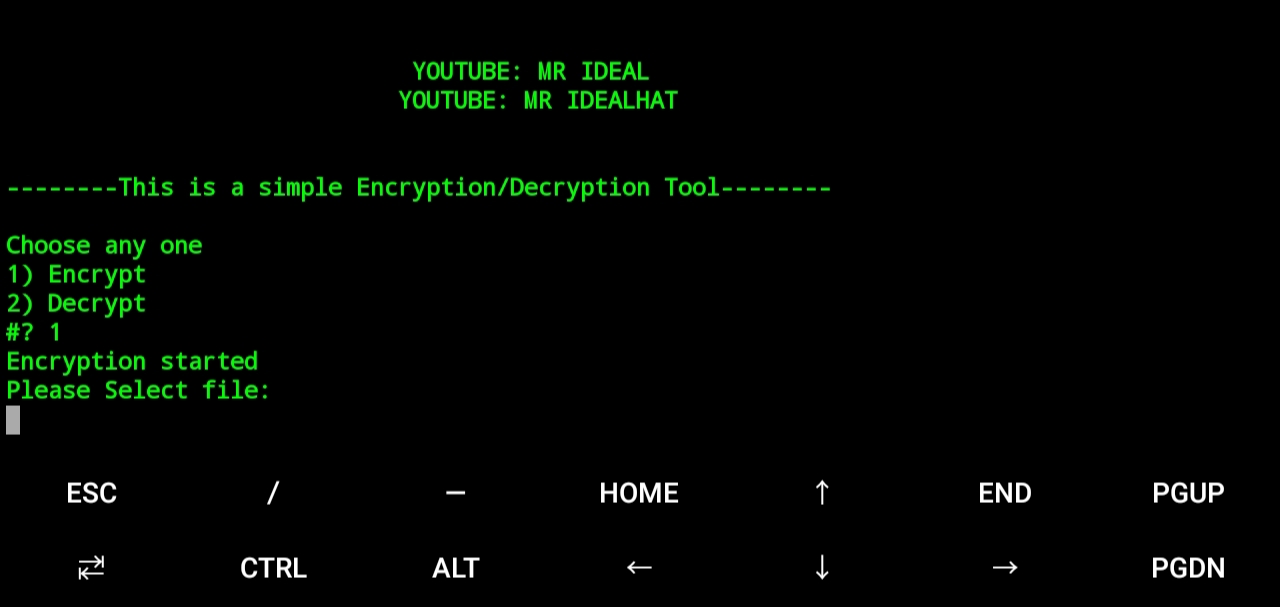 YOUTUBE: MR IDEAL
YOUTUBE: MR IDEALHAT
--------This is a simple Encryption/Decryption Tool--------
Choose any one
1) Encrypt
2) Decrypt
#? 1
Encryption started
Please Select file:
ESC / — HOME ↑ END PGUP
⇄ CTRL ALT ← ↓ → PGDN